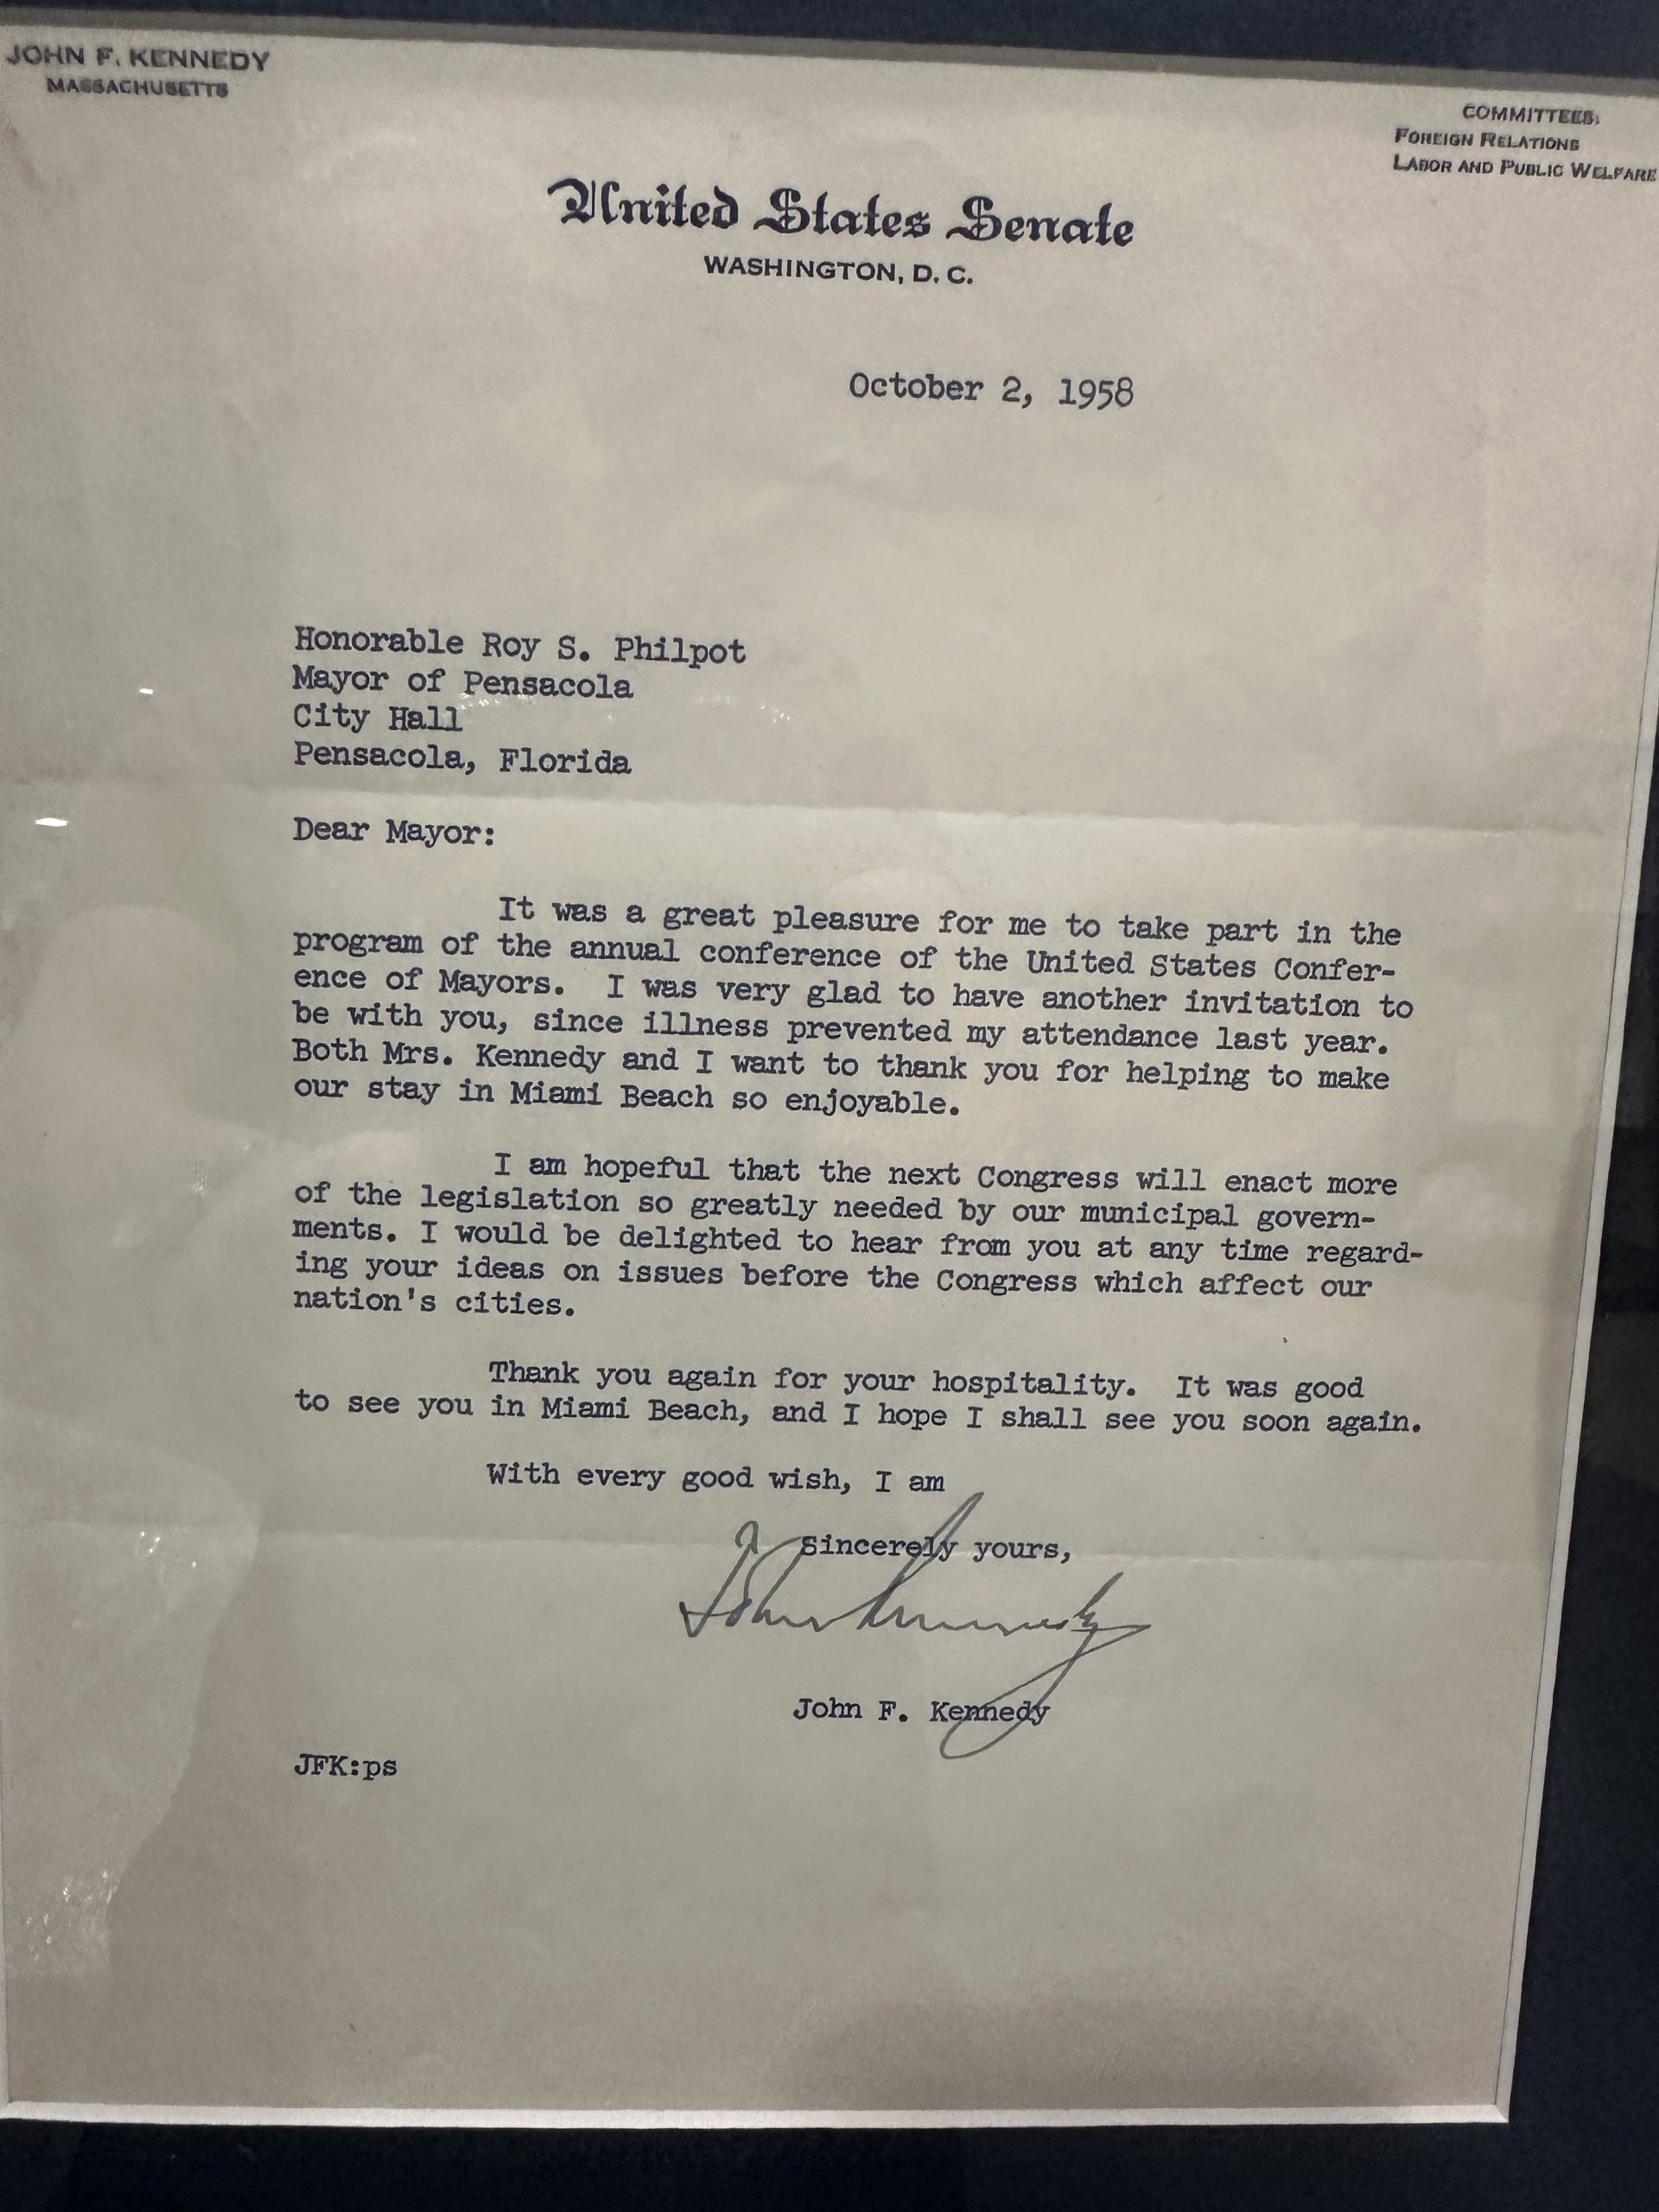 JOHN F. KENNEDY
MASSACHUSETTS
COMMITTEES:
FOREIGN RELATIONS
LABOR AND PUBLIC WELFARE
United States Senate
WASHINGTON, D. C.
October 2, 1958
Honorable Roy S. Philpot
Mayor of Pensacola
City Hall
Pensacola, Florida
Dear Mayor:
It was a great pleasure for me to take part in the
program of the annual conference of the United States Confer-
ence of Mayors. I was very glad to have another invitation to
be with you, since illness prevented my attendance last year.
Both Mrs. Kennedy and I want to thank you for helping to make
our stay in Miami Beach so enjoyable.
I am hopeful that the next Congress will enact more
of the legislation so greatly needed by our municipal govern-
ments. I would be delighted to hear from you at any time regard-
ing your ideas on issues before the Congress which affect our
nation's cities.
Thank you again for your hospitality. It was good
to see you in Miami Beach, and I hope I shall see you soon again.
With every good wish, I am
Sincerely yours,
John Kennedy
John F. Kennedy
JFK:ps